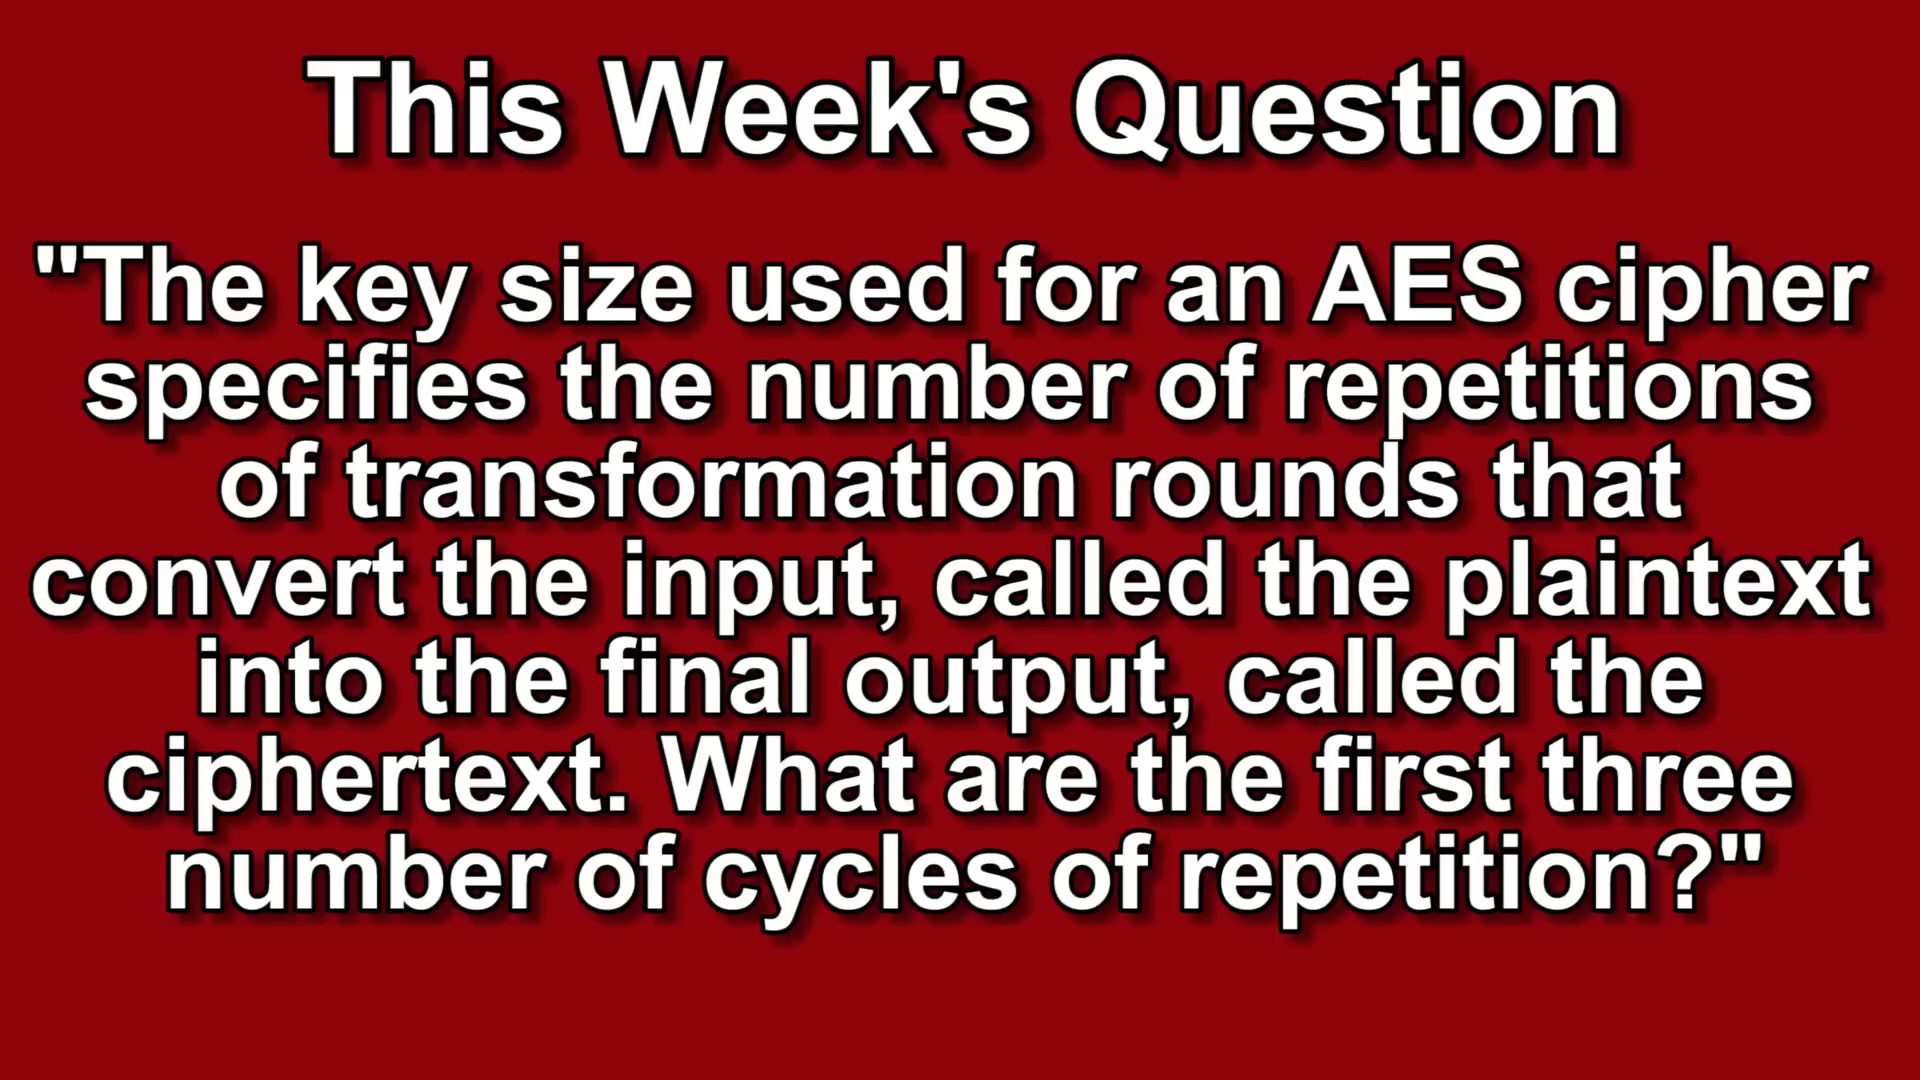 This Week's Question
"The key size used for an AES cipher
specifies the number of repetitions
of transformation rounds that
convert the input, called the plaintext
into the final output, called the
ciphertext. What are the first three
number of cycles of repetition?"